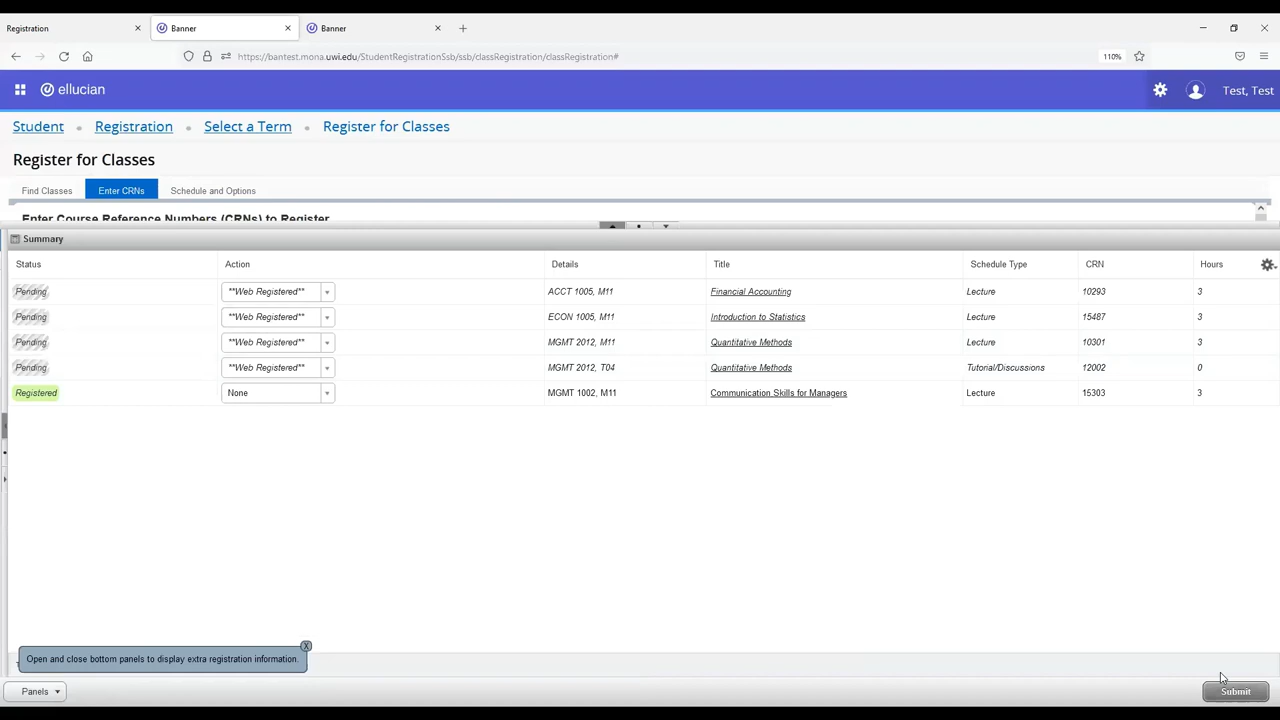 Registration
Banner
Banner
https://bantest.mona.uwi.edu/StudentRegistrationSsb/ssb/classRegistration/classRegistration#
110%
ellucian
Test, Test
Student • Registration • Select a Term • Register for Classes
Register for Classes
Find Classes Enter CRNs Schedule and Options
Enter Course Reference Numbers (CRNs) to Register
Summary
Status Action Details Title Schedule Type CRN Hours
Pending **Web Registered** ACCT 1005, M11 Financial Accounting Lecture 10293 3
Pending **Web Registered** ECON 1005, M11 Introduction to Statistics Lecture 15487 3
Pending **Web Registered** MGMT 2012, M11 Quantitative Methods Lecture 10301 3
Pending **Web Registered** MGMT 2012, T04 Quantitative Methods Tutorial/Discussions 12002 0
Registered None MGMT 1002, M11 Communication Skills for Managers Lecture 15303 3
X
Open and close bottom panels to display extra registration information.
Panels
Submit